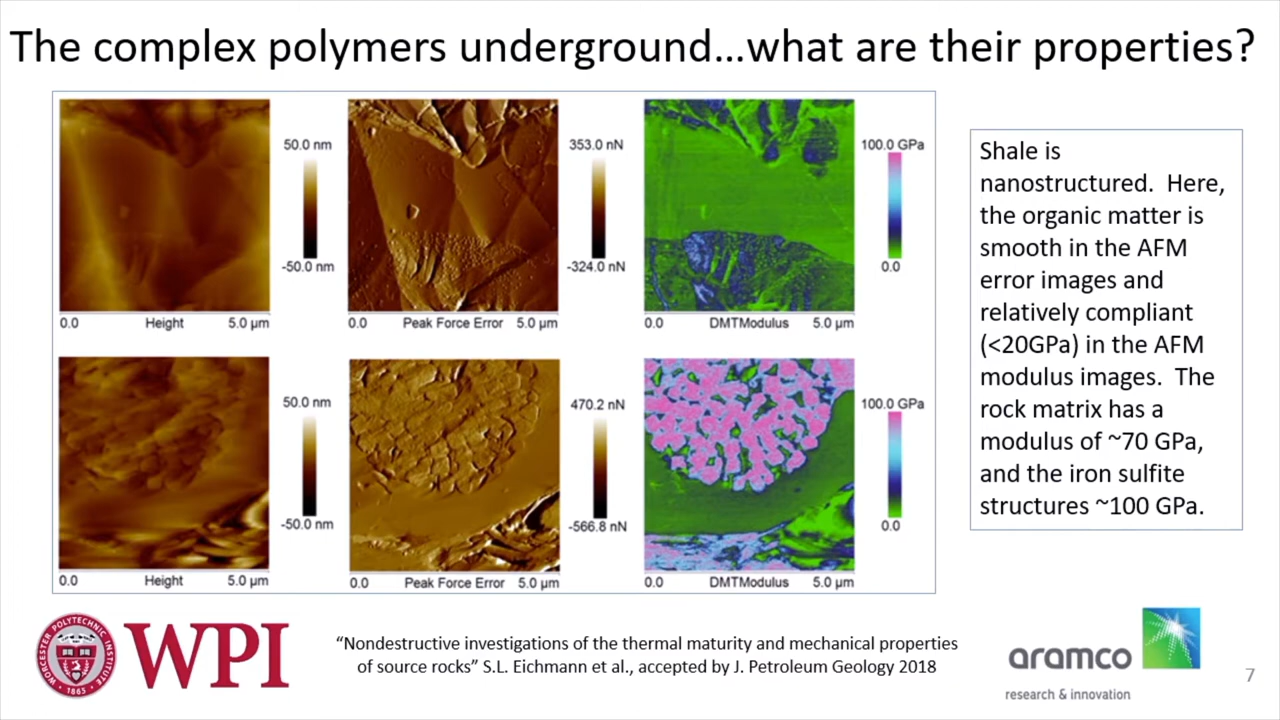 The complex polymers underground...what are their properties?
50.0 nm
-50.0 nm
0.0 Height 5.0 µm
353.0 nN
-324.0 nN
0.0 Peak Force Error 5.0 µm
100.0 GPa
0.0
0.0 DMTModulus 5.0 µm
50.0 nm
-50.0 nm
0.0 Height 5.0 µm
470.2 nN
-566.8 nN
0.0 Peak Force Error 5.0 µm
100.0 GPa
0.0
0.0 DMTModulus 5.0 µm
Shale is
nanostructured. Here,
the organic matter is
smooth in the AFM
error images and
relatively compliant
(<20GPa) in the AFM
modulus images. The
rock matrix has a
modulus of ~70 GPa,
and the iron sulfite
structures ~100 GPa.
WORCESTER POLYTECHNIC INSTITUTE
1865
WPI
“Nondestructive investigations of the thermal maturity and mechanical properties
of source rocks” S.L. Eichmann et al., accepted by J. Petroleum Geology 2018
aramco
research & innovation
7